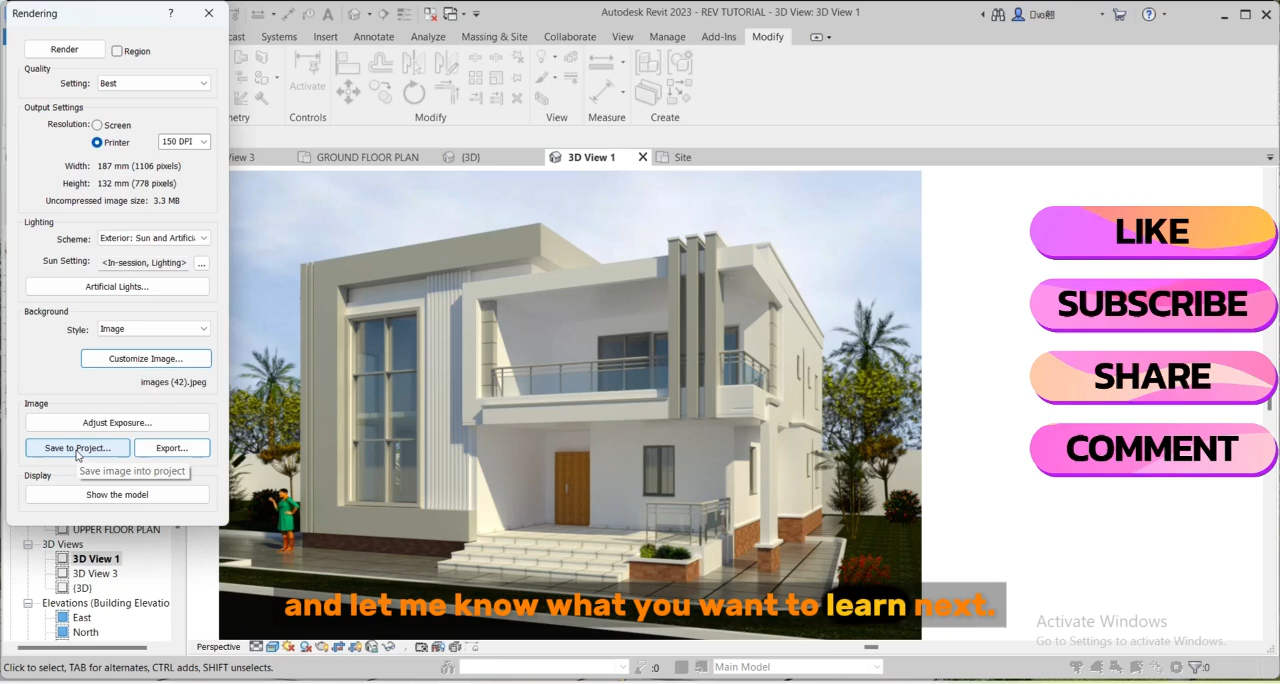 Rendering
? ×
Render
Region
Quality
Setting: Best
Output Settings
Resolution: Screen
Printer 150 DPI
Width: 187 mm (1106 pixels)
Height: 132 mm (778 pixels)
Uncompressed image size: 3.3 MB
Lighting
Scheme: Exterior: Sun and Artific
Sun Setting: <In-session, Lighting> ...
Artificial Lights...
Background
Style: Image
Customize Image...
images (42).jpeg
Image
Adjust Exposure...
Save to Project... Export...
Save image into project
Display
Show the model
Autodesk Revit 2023 - REV TUTORIAL - 3D View: 3D View 1
Systems Insert Annotate Analyze Massing & Site Collaborate View Manage Add-Ins Modify
Activate
Controls Modify View Measure Create
GROUND FLOOR PLAN {3D} 3D View 1 Site
LIKE
SUBSCRIBE
SHARE
COMMENT
UPPER FLOOR PLAN
3D Views
3D View 1
3D View 3
{3D}
Elevations (Building Elevatio
East
North
and let me know what you want to learn next.
Activate Windows
Go to Settings to activate Windows.
Perspective
Click to select, TAB for alternates, CTRL adds, SHIFT unselects.
:0
Main Model
:0